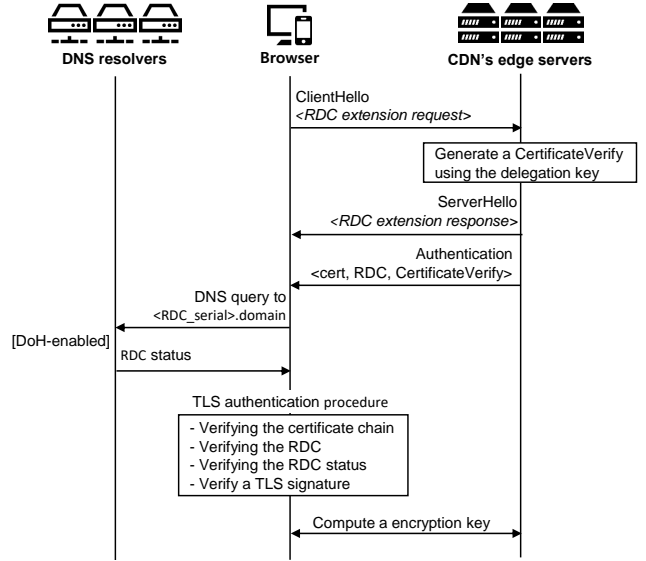 DNS resolvers
Browser
CDN's edge servers
ClientHello
<RDC extension request>
Generate a CertificateVerify
using the delegation key
ServerHello
<RDC extension response>
Authentication
<cert, RDC, CertificateVerify>
DNS query to
<RDC_serial>.domain
[DoH-enabled]
RDC status
TLS authentication procedure
- Verifying the certificate chain
- Verifying the RDC
- Verifying the RDC status
- Verify a TLS signature
Compute a encryption key